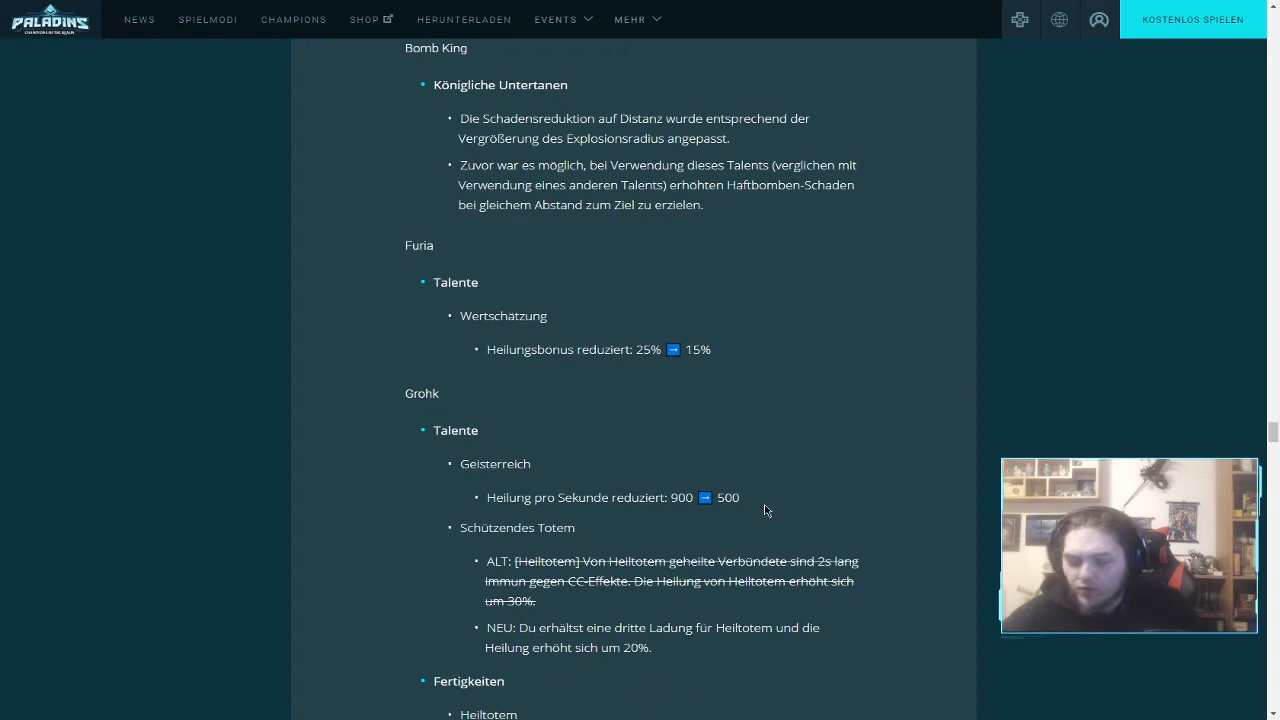 PALADINS
CHAMPIONS OF THE REALM
NEWS SPIELMODI CHAMPIONS SHOP HERUNTERLADEN EVENTS MEHR KOSTENLOS SPIELEN
Bomb King
• Königliche Untertanen
• Die Schadensreduktion auf Distanz wurde entsprechend der
Vergrößerung des Explosionsradius angepasst.
• Zuvor war es möglich, bei Verwendung dieses Talents (verglichen mit
Verwendung eines anderen Talents) erhöhten Haftbomben-Schaden
bei gleichem Abstand zum Ziel zu erzielen.
Furia
• Talente
• Wertschätzung
• Heilungsbonus reduziert: 25% ➡ 15%
Grohk
• Talente
• Geisterreich
• Heilung pro Sekunde reduziert: 900 ➡ 500
• Schützendes Totem
• ALT: [Heiltotem] Von Heiltotem geheilte Verbündete sind 2s lang
immun gegen CC-Effekte. Die Heilung von Heiltotem erhöht sich
um 30%.
• NEU: Du erhältst eine dritte Ladung für Heiltotem und die
Heilung erhöht sich um 20%.
• Fertigkeiten
• Heiltotem